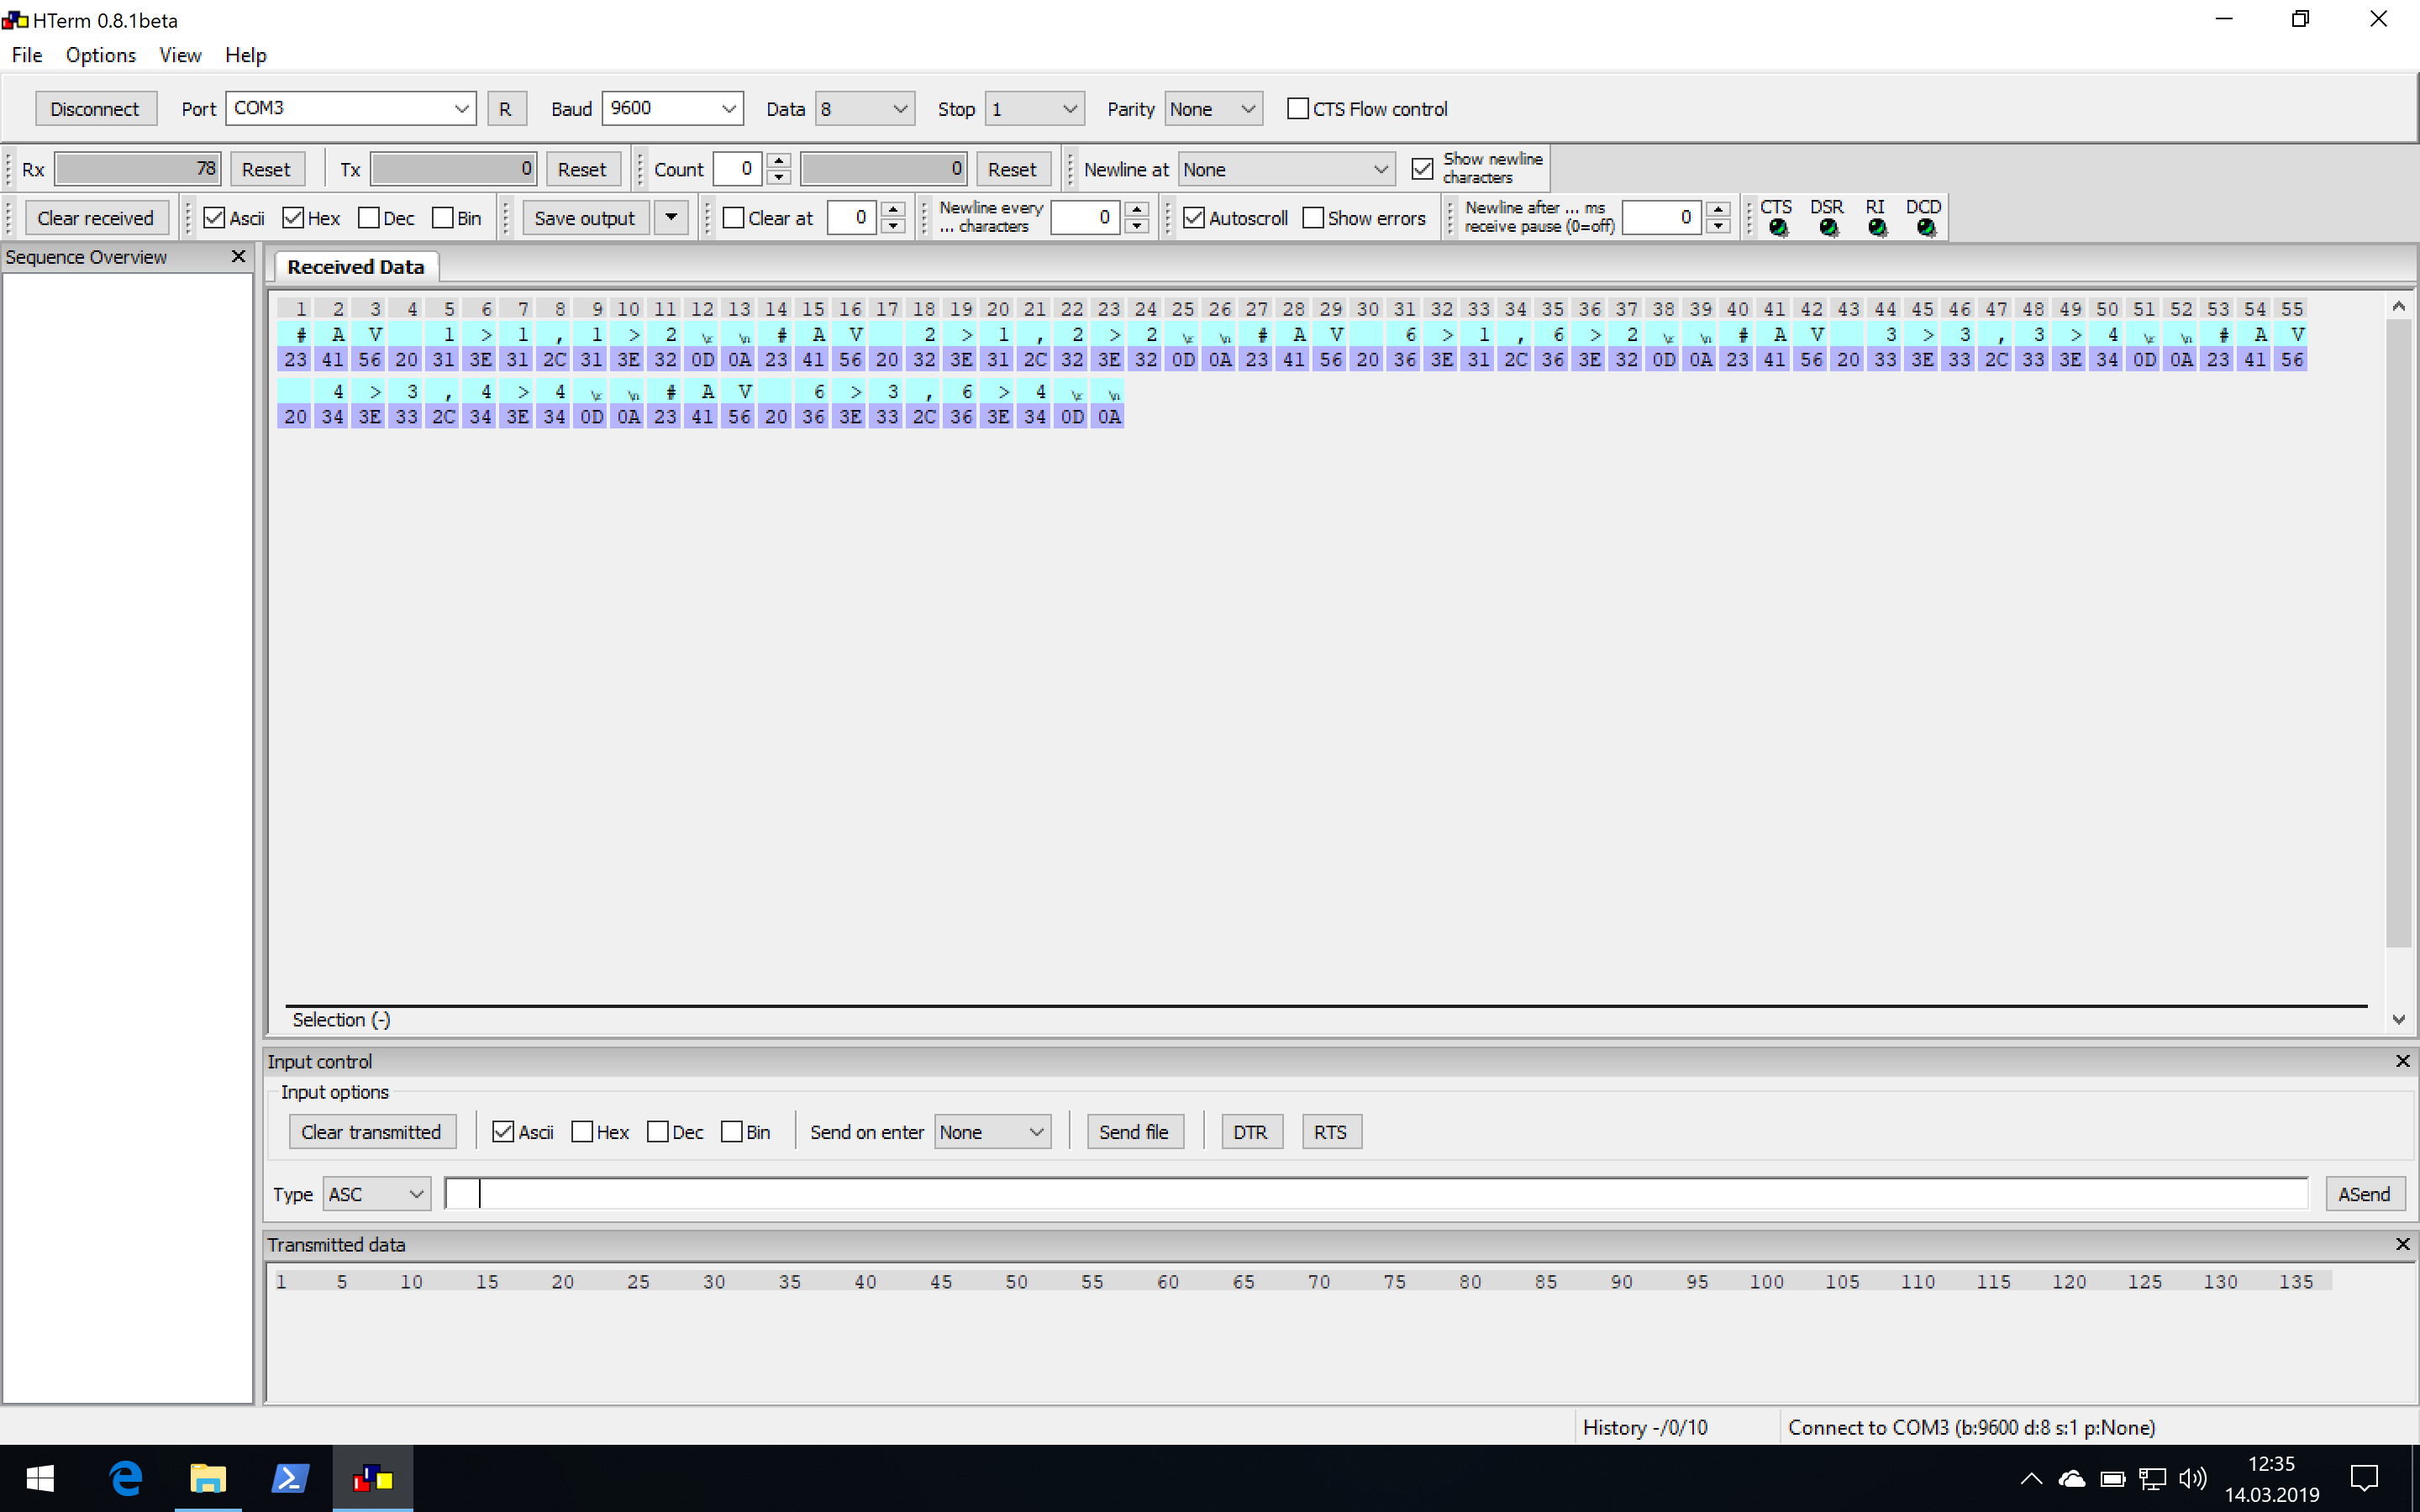 HTerm 0.8.1beta
File Options View Help
Disconnect Port COM3 R Baud 9600 Data 8 Stop 1 Parity None CTS Flow control
Rx 78 Reset Tx 0 Reset Count 0 0 Reset Newline at None Show newline characters
Clear received Ascii Hex Dec Bin Save output Clear at 0 Newline every ... characters 0 Autoscroll Show errors Newline after ... ms receive pause (0=off) 0 CTS DSR RI DCD
Sequence Overview
Received Data
1 2 3 4 5 6 7 8 9 10 11 12 13 14 15 16 17 18 19 20 21 22 23 24 25 26 27 28 29 30 31 32 33 34 35 36 37 38 39 40 41 42 43 44 45 46 47 48 49 50 51 52 53 54 55
# A V 1 > 1 , 1 > 2 \r \n # A V 2 > 1 , 2 > 2 \r \n # A V 6 > 1 , 6 > 2 \r \n # A V 3 > 3 , 3 > 4 \r \n # A V
23 41 56 20 31 3E 31 2C 31 3E 32 0D 0A 23 41 56 20 32 3E 31 2C 32 3E 32 0D 0A 23 41 56 20 36 3E 31 2C 36 3E 32 0D 0A 23 41 56 20 33 3E 33 2C 33 3E 34 0D 0A 23 41 56
4 > 3 , 4 > 4 \r \n # A V 6 > 3 , 6 > 4 \r \n
20 34 3E 33 2C 34 3E 34 0D 0A 23 41 56 20 36 3E 33 2C 36 3E 34 0D 0A
Selection (-)
Input control
Input options
Clear transmitted Ascii Hex Dec Bin Send on enter None Send file DTR RTS
Type ASC ASend
Transmitted data
1 5 10 15 20 25 30 35 40 45 50 55 60 65 70 75 80 85 90 95 100 105 110 115 120 125 130 135
History -/0/10 Connect to COM3 (b:9600 d:8 s:1 p:None)
12:35
14.03.2019